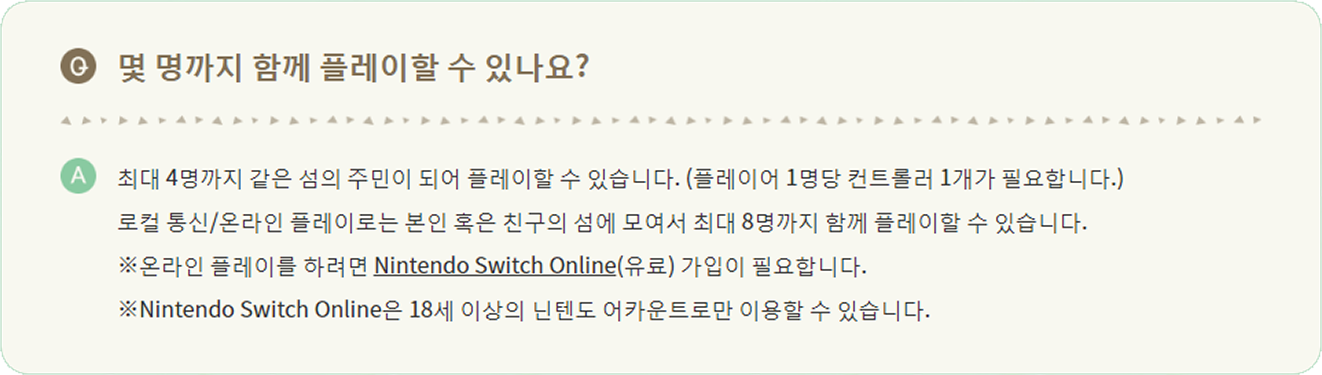 Q 몇 명까지 함께 플레이할 수 있나요?
A 최대 4명까지 같은 섬의 주민이 되어 플레이할 수 있습니다. (플레이어 1명당 컨트롤러 1개가 필요합니다.)
로컬 통신/온라인 플레이로는 본인 혹은 친구의 섬에 모여서 최대 8명까지 함께 플레이할 수 있습니다.
※온라인 플레이를 하려면 Nintendo Switch Online(유료) 가입이 필요합니다.
※Nintendo Switch Online은 18세 이상의 닌텐도 어카운트로만 이용할 수 있습니다.